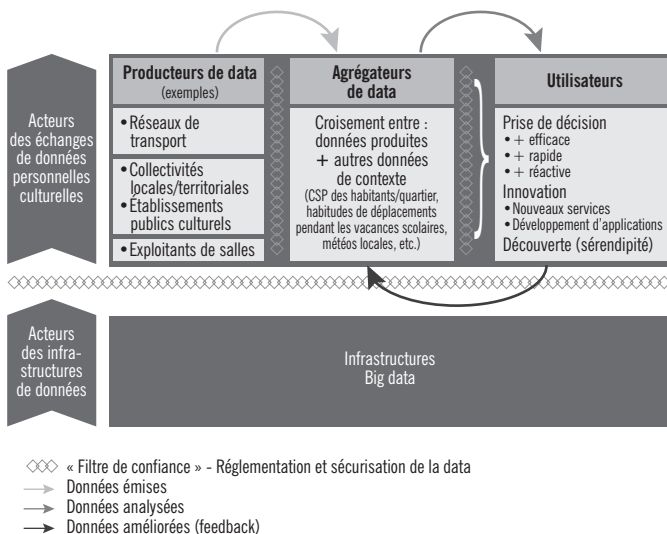 Acteurs
des échanges
de données
personnelles
culturelles
Producteurs de data
(exemples)
• Réseaux de
transport
• Collectivités
locales/territoriales
• Établissements
publics culturels
• Exploitants de salles
Agrégateurs
de data
Croisement entre :
données produites
+ autres données
de contexte
(CSP des habitants/quartier,
habitudes de déplacements
pendant les vacances scolaires,
météos locales, etc.)
Utilisateurs
Prise de décision
• + efficace
• + rapide
• + réactive
Innovation
• Nouveaux services
• Développement d'applications
Découverte (sérendipité)
Acteurs
des infra-
structures
de données
Infrastructures
Big data
« Filtre de confiance » - Réglementation et sécurisation de la data
Données émises
Données analysées
Données améliorées (feedback)